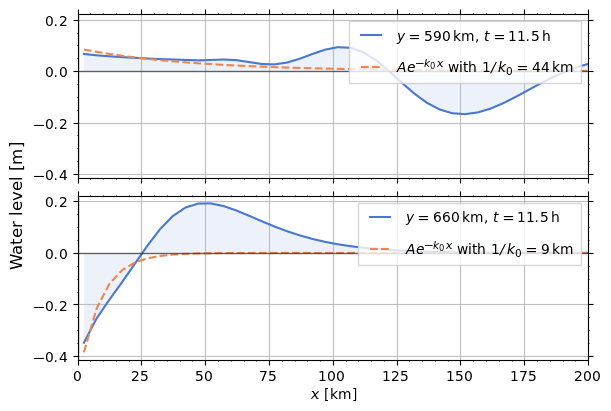 0.2
0.0
−0.2
−0.4
y = 590 km, t = 11.5 h
Ae^{−k₀x} with 1/k₀ = 44 km
Water level [m]
0.2
0.0
−0.2
−0.4
y = 660 km, t = 11.5 h
Ae^{−k₀x} with 1/k₀ = 9 km
0 25 50 75 100 125 150 175 200
x [km]